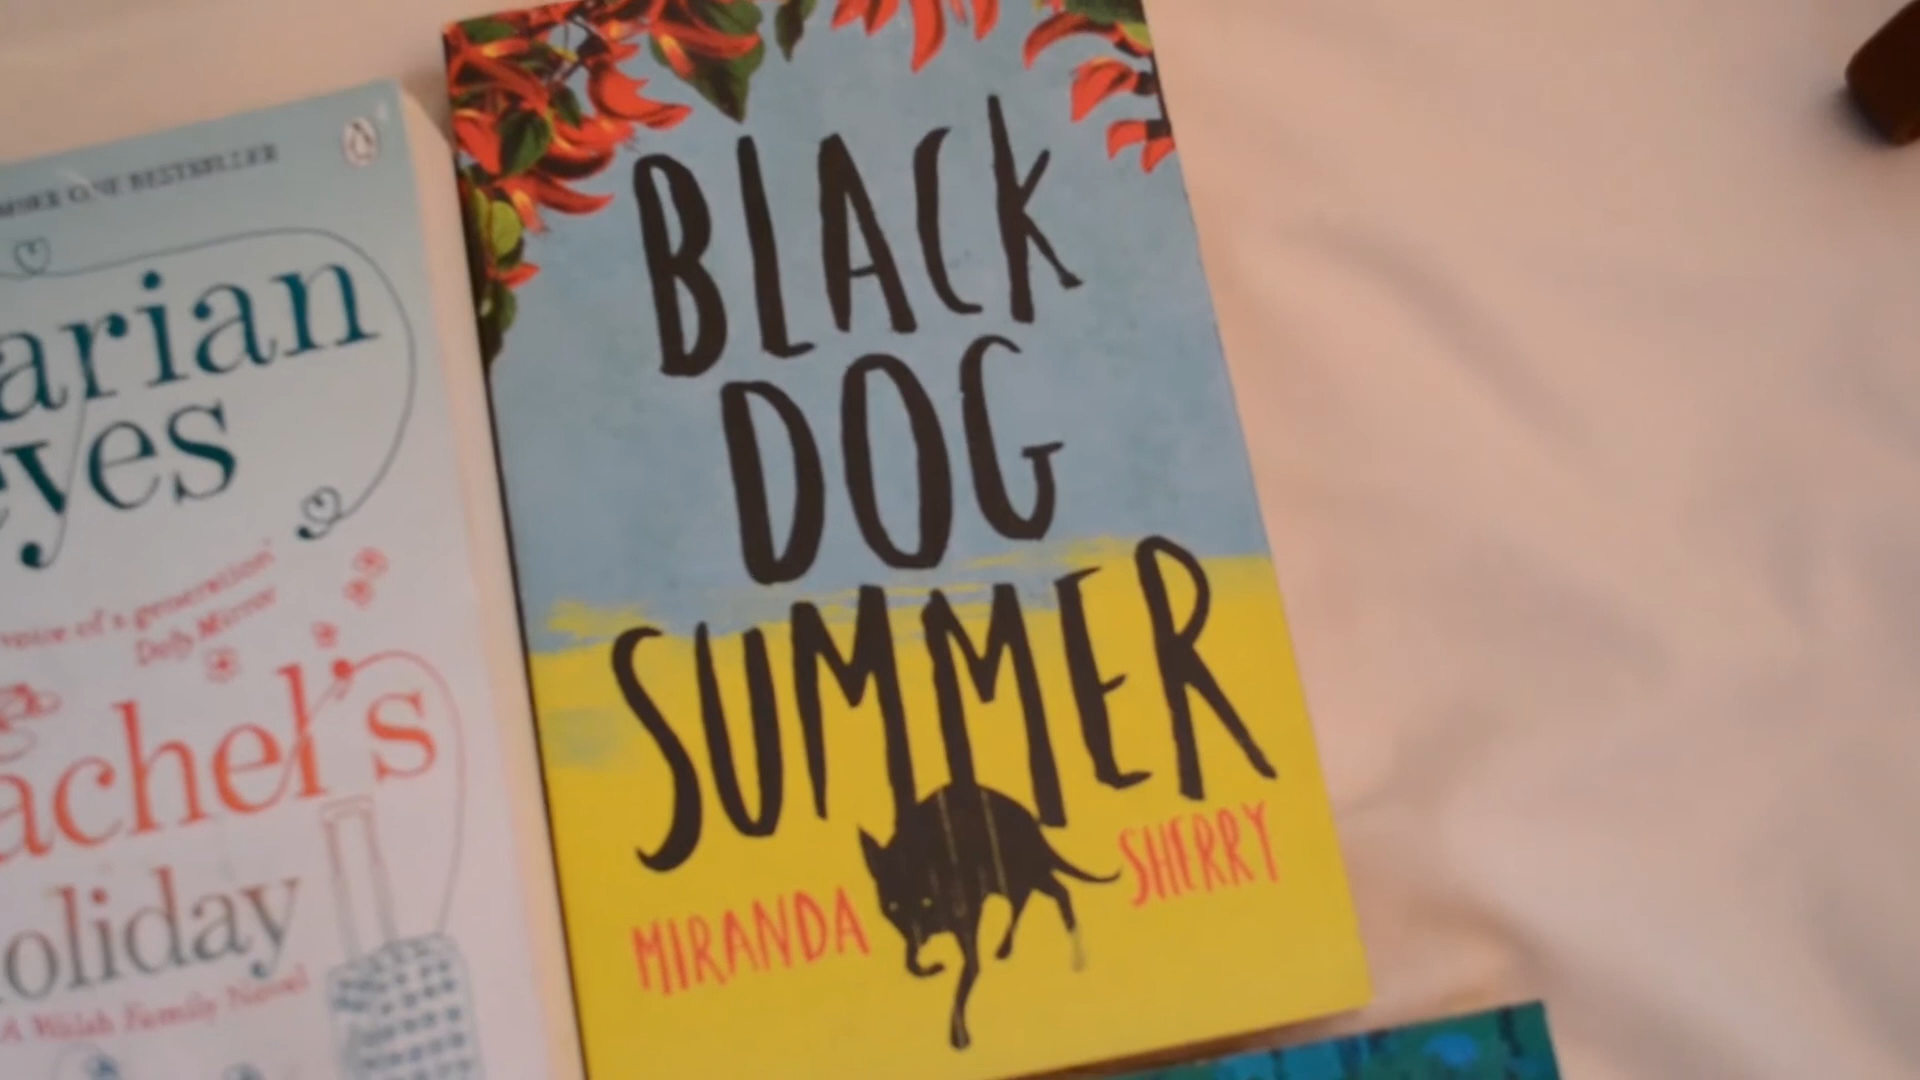 BESTSELLER
arian
eyes
voice of a generation'
Daily Mirror
achel's
oliday
A Walsh Family Novel
BLACK
DOG
SUMMER
MIRANDA SHERRY